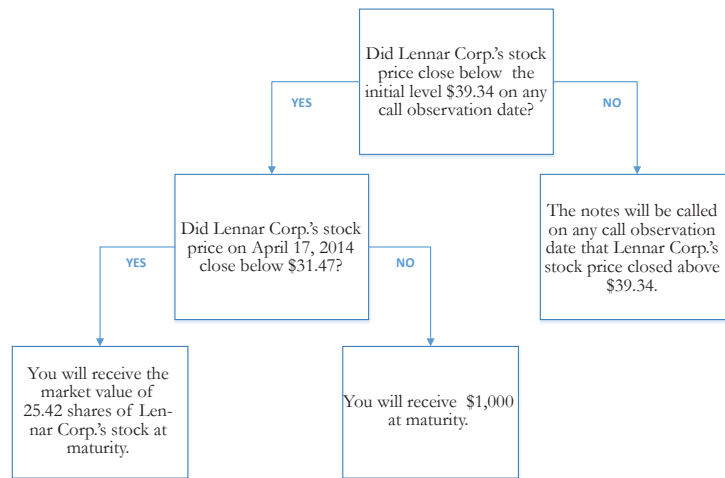 Did Lennar Corp.'s stock
price close below the
initial level $39.34 on any
call observation date?
YES
NO
Did Lennar Corp.'s stock
price on April 17, 2014
close below $31.47?
The notes will be called
on any call observation
date that Lennar Corp.'s
stock price closed above
$39.34.
YES
NO
You will receive the
market value of
25.42 shares of Len-
nar Corp.'s stock at
maturity.
You will receive $1,000
at maturity.